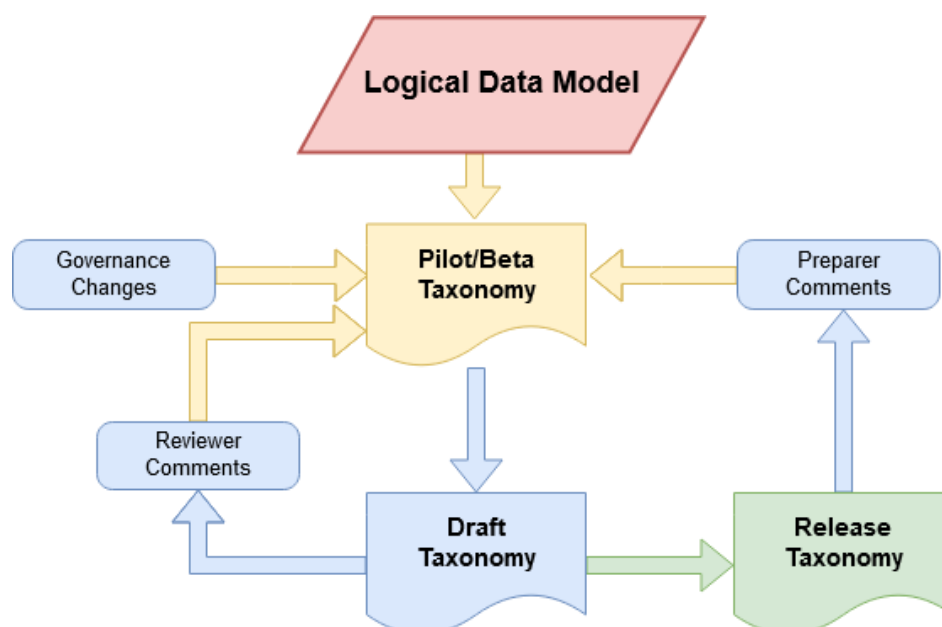 Logical Data Model
Governance
Changes
Pilot/Beta
Taxonomy
Preparer
Comments
Reviewer
Comments
Draft
Taxonomy
Release
Taxonomy